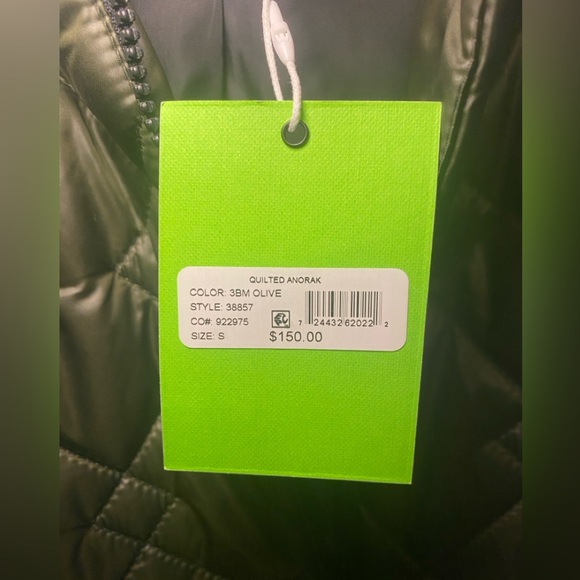 QUILTED ANORAK
COLOR: 3BM OLIVE
STYLE: 38857
CO#: 922975
SIZE: S
7 24432 62022 2
$150.00